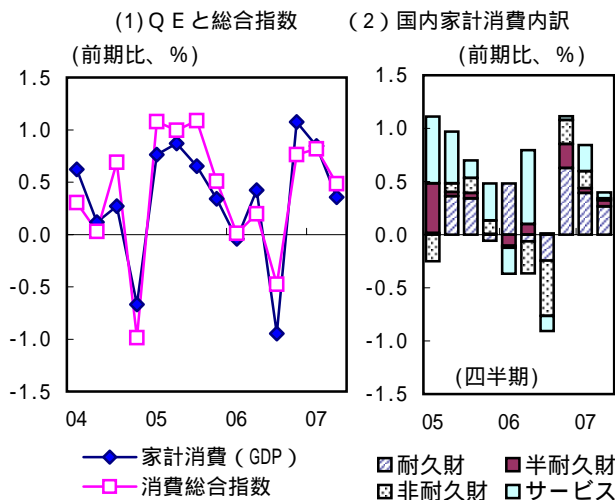 (1)ＱＥと総合指数
(前期比、%)
1.5
1.0
0.5
0.0
-0.5
-1.0
-1.5
04 05 06 07
家計消費（GDP）
消費総合指数
(2)国内家計消費内訳
(前期比、%)
1.5
1.0
0.5
0.0
-0.5
-1.0
-1.5
(四半期)
05 06 07
耐久財 半耐久財
非耐久財 サービス